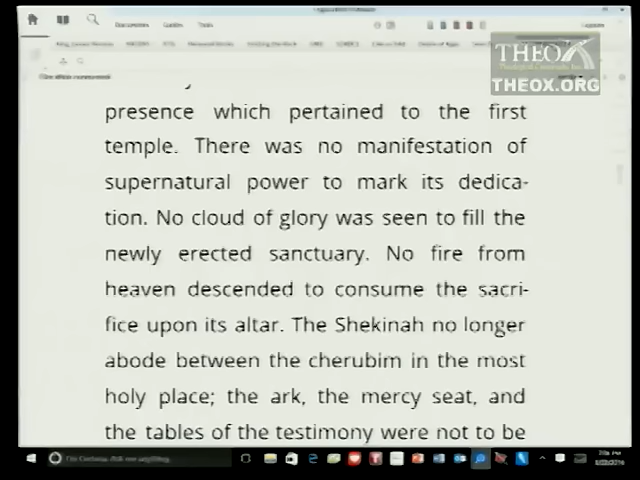 Documents Guides Tools
THEOX
THEOX.ORG
presence which pertained to the first
temple. There was no manifestation of
supernatural power to mark its dedica-
tion. No cloud of glory was seen to fill the
newly erected sanctuary. No fire from
heaven descended to consume the sacri-
fice upon its altar. The Shekinah no longer
abode between the cherubim in the most
holy place; the ark, the mercy seat, and
the tables of the testimony were not to be